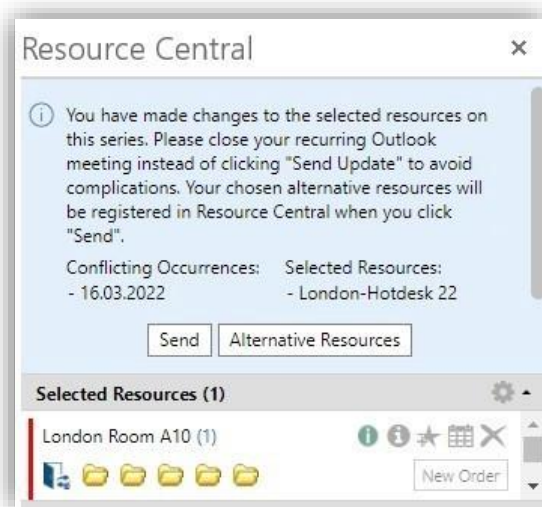 Resource Central
You have made changes to the selected resources on
this series. Please close your recurring Outlook
meeting instead of clicking "Send Update" to avoid
complications. Your chosen alternative resources will
be registered in Resource Central when you click
"Send".
Conflicting Occurrences: Selected Resources:
- 16.03.2022 - London-Hotdesk 22
Send Alternative Resources
Selected Resources (1)
London Room A10 (1)
New Order